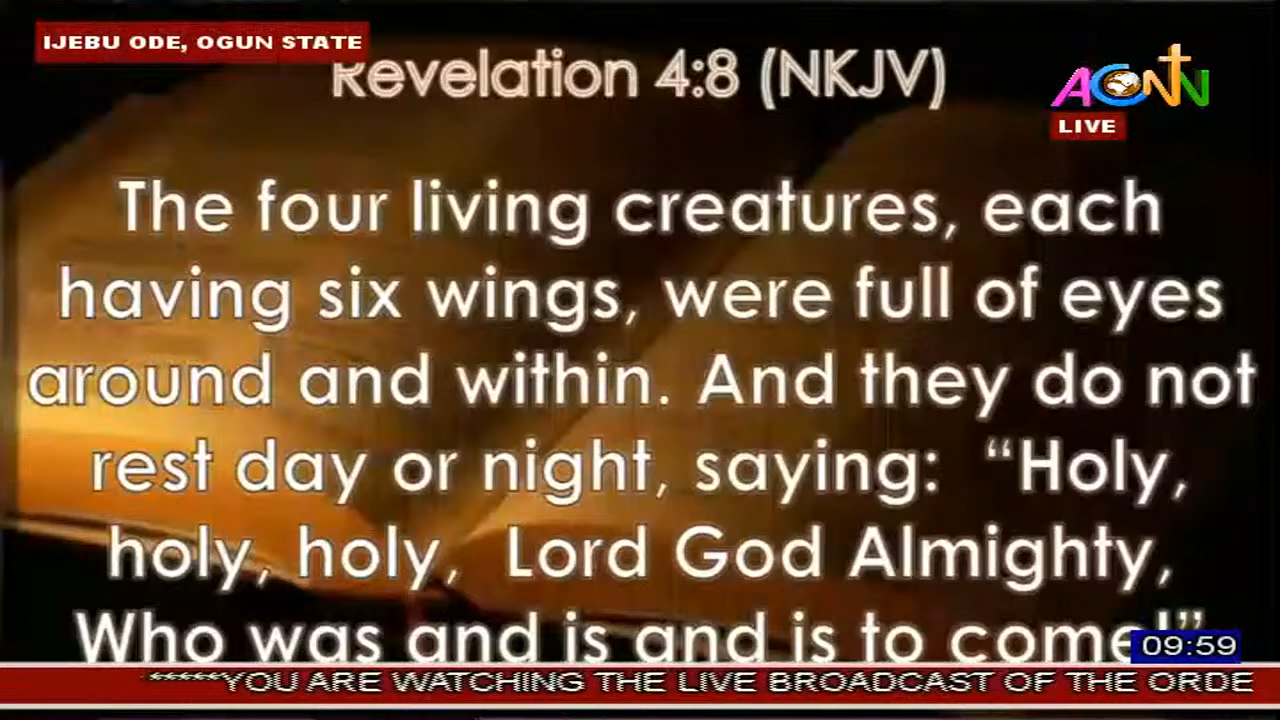 IJEBU ODE, OGUN STATE
Revelation 4:8 (NKJV)
ACNN
LIVE
The four living creatures, each
having six wings, were full of eyes
around and within. And they do not
rest day or night, saying: “Holy,
holy, holy, Lord God Almighty,
Who was and is and is to come!”
09:59
*****YOU ARE WATCHING THE LIVE BROADCAST OF THE ORDE